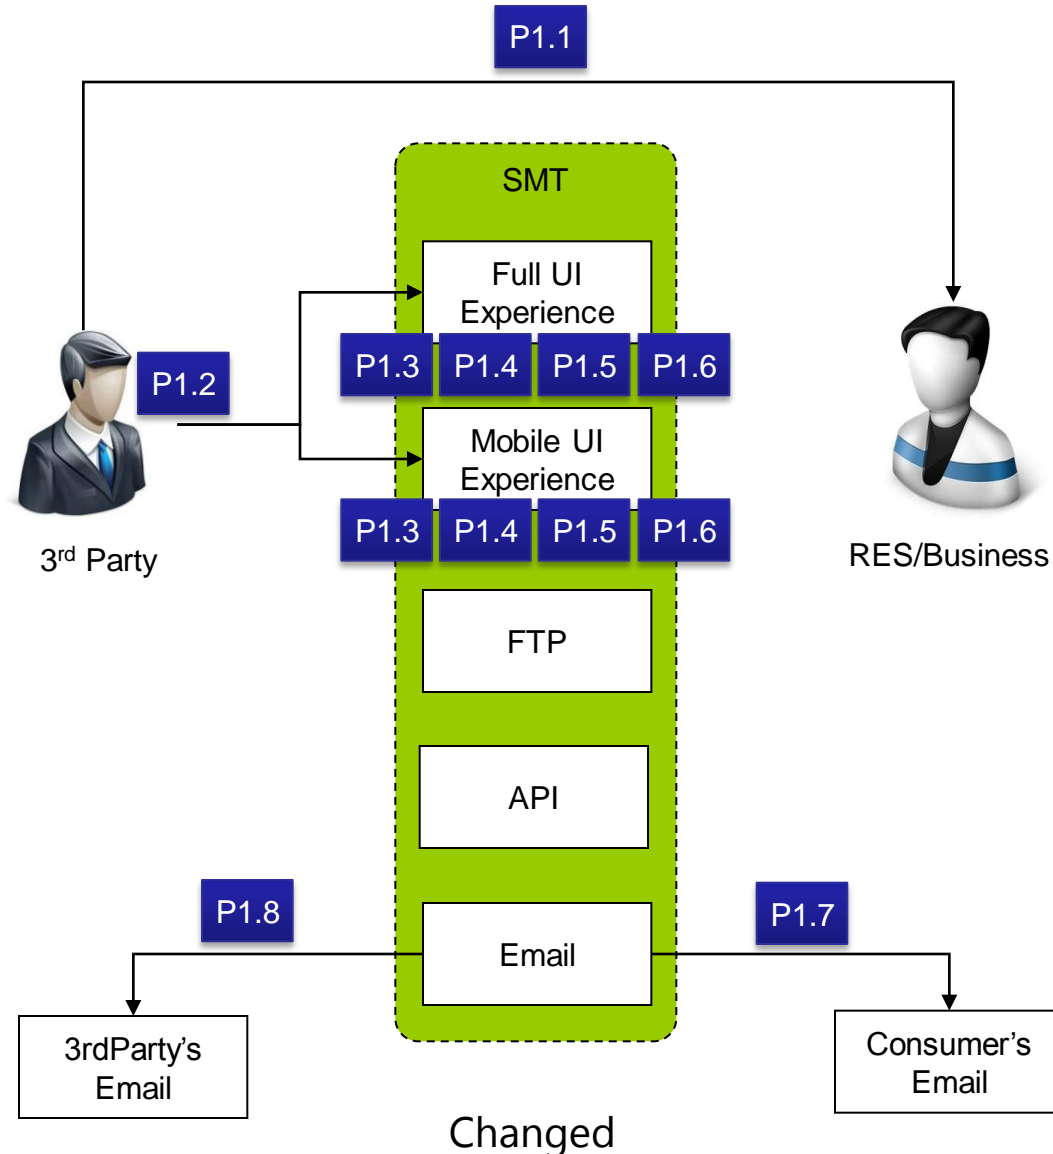 P1.1
SMT
Full UI
Experience
P1.3 P1.4 P1.5 P1.6
P1.2
Mobile UI
Experience
P1.3 P1.4 P1.5 P1.6
3rd Party
RES/Business
FTP
API
P1.8
P1.7
Email
3rdParty’s
Email
Consumer’s
Email
Changed